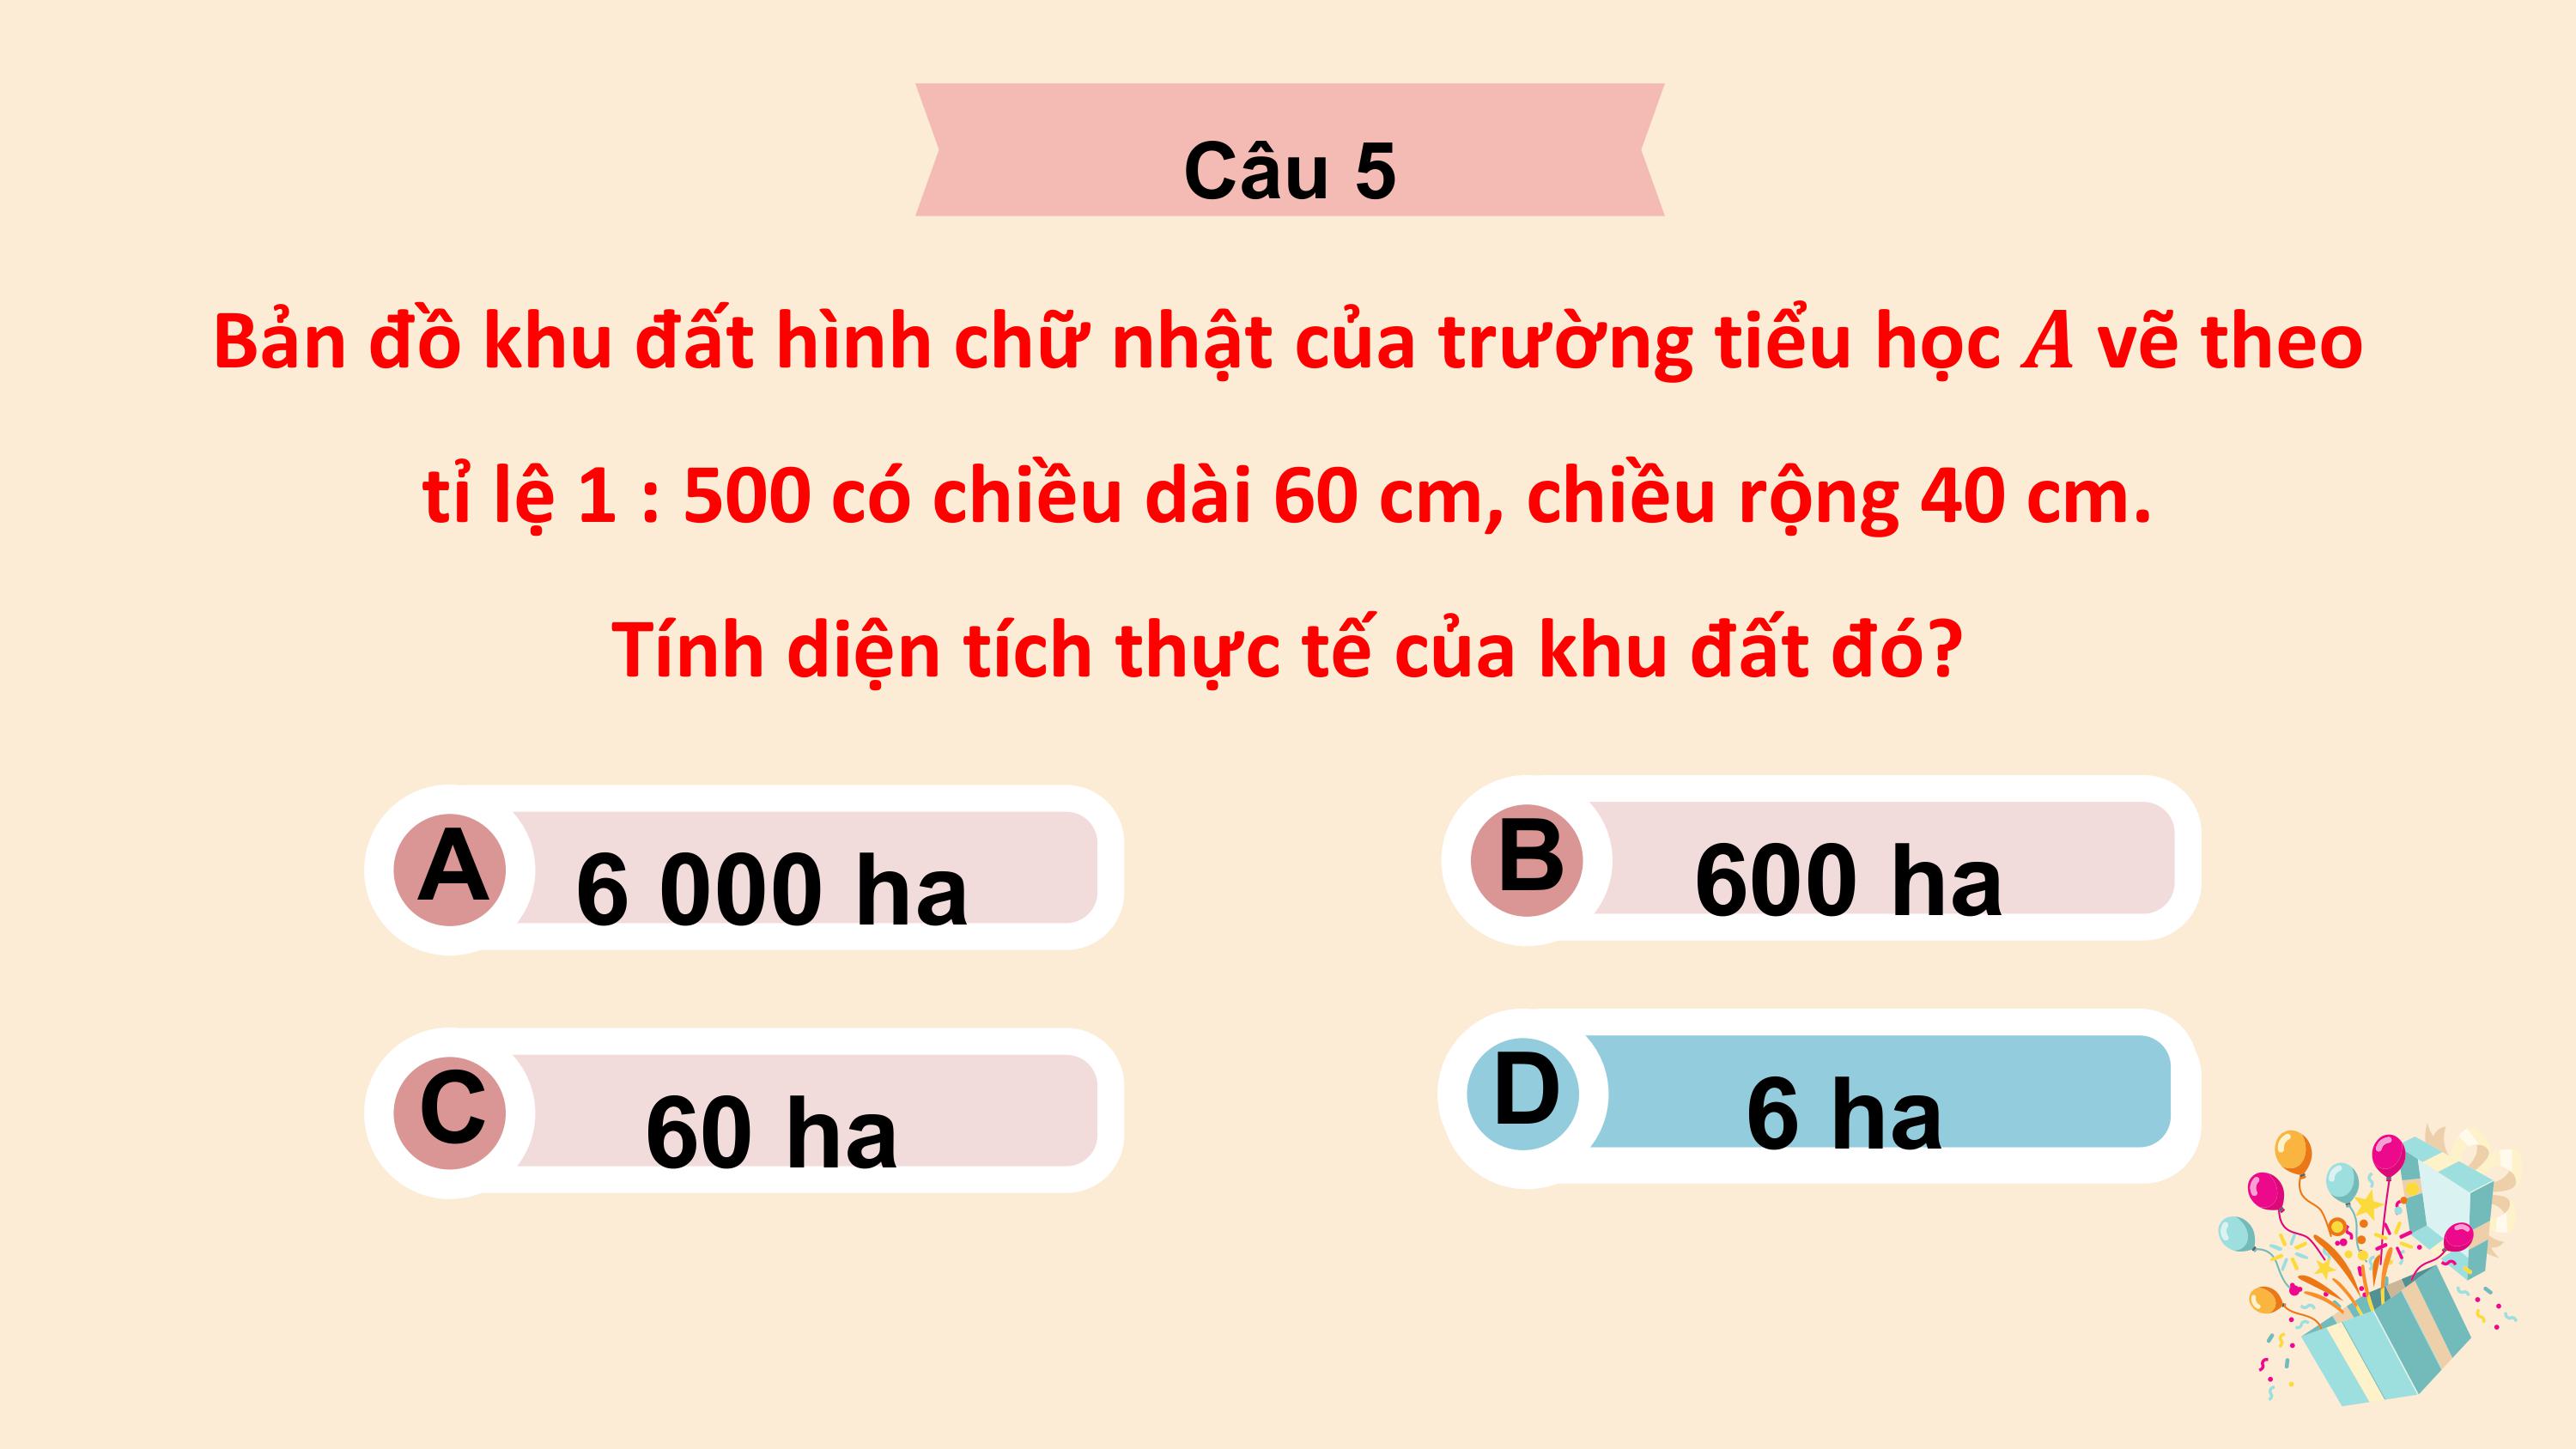 Câu 5
Bản đồ khu đất hình chữ nhật của trường tiểu học A vẽ theo
tỉ lệ 1 : 500 có chiều dài 60 cm, chiều rộng 40 cm.
Tính diện tích thực tế của khu đất đó?
A 6 000 ha
B 600 ha
C 60 ha
D 6 ha